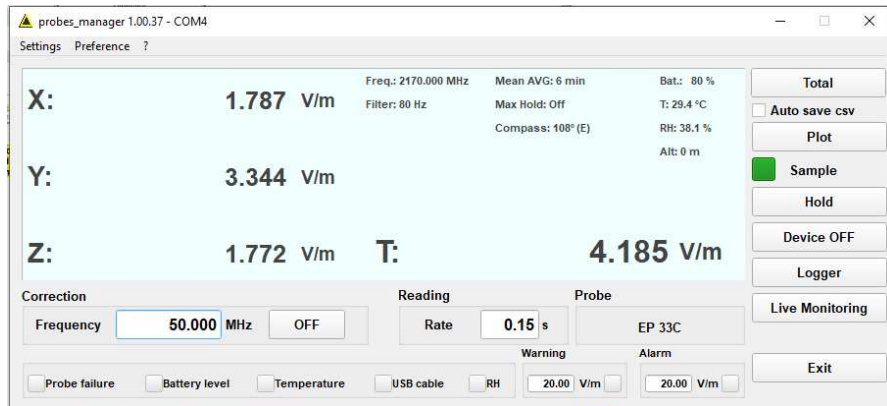 probes_manager 1.00.37 - COM4
Settings Preference ?
X: 1.787 V/m
Freq.: 2170.000 MHz Mean AVG: 6 min Bat.: 80 %
Filter: 80 Hz Max Hold: Off T: 29.4 °C
Compass: 108° (E) RH: 38.1 %
Alt: 0 m
Y: 3.344 V/m
Z: 1.772 V/m T: 4.185 V/m
Total
Auto save csv
Plot
Sample
Hold
Device OFF
Logger
Live Monitoring
Exit
Correction Reading Probe
Frequency 50.000 MHz OFF Rate 0.15 s EP 33C
Warning Alarm
Probe failure Battery level Temperature USB cable RH 20.00 V/m 20.00 V/m